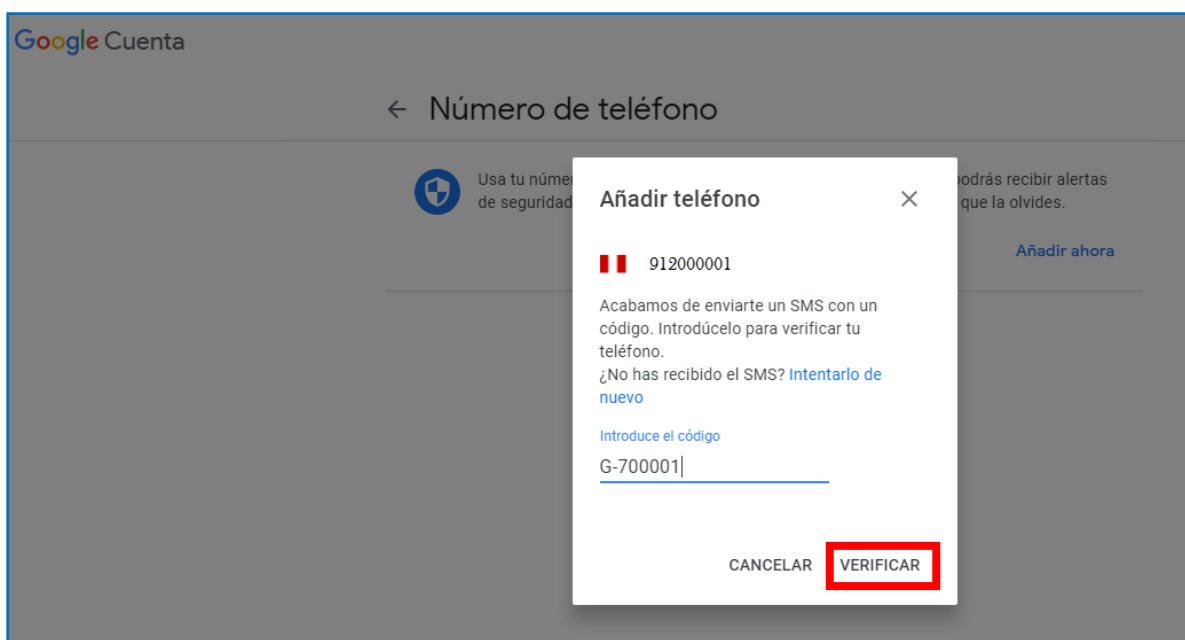 Google Cuenta
← Número de teléfono
Usa tu núme
odrás recibir alertas
de seguridad
que la olvides.
Añadir ahora
Añadir teléfono
912000001
Acabamos de enviarte un SMS con un
código. Introdúcelo para verificar tu
teléfono.
¿No has recibido el SMS? Intentarlo de
nuevo
Introduce el código
G-700001
CANCELAR VERIFICAR